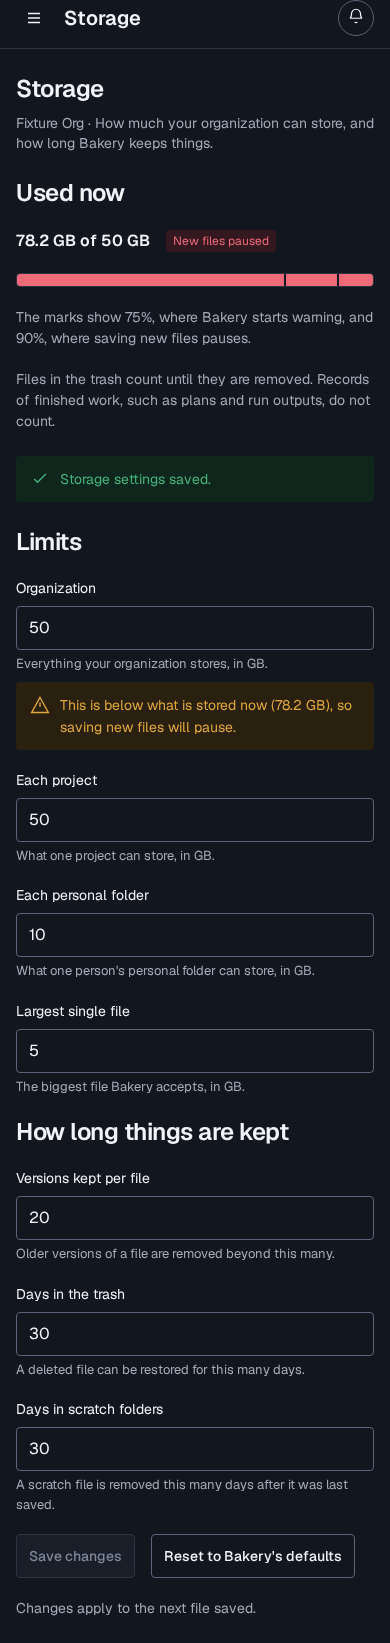 Storage
Storage
Fixture Org · How much your organization can store, and
how long Bakery keeps things.
Used now
78.2 GB of 50 GB
New files paused
The marks show 75%, where Bakery starts warning, and
90%, where saving new files pauses.
Files in the trash count until they are removed. Records
of finished work, such as plans and run outputs, do not
count.
Storage settings saved.
Limits
Organization
50
Everything your organization stores, in GB.
This is below what is stored now (78.2 GB), so
saving new files will pause.
Each project
50
What one project can store, in GB.
Each personal folder
10
What one person's personal folder can store, in GB.
Largest single file
5
The biggest file Bakery accepts, in GB.
How long things are kept
Versions kept per file
20
Older versions of a file are removed beyond this many.
Days in the trash
30
A deleted file can be restored for this many days.
Days in scratch folders
30
A scratch file is removed this many days after it was last
saved.
Save changes
Reset to Bakery's defaults
Changes apply to the next file saved.